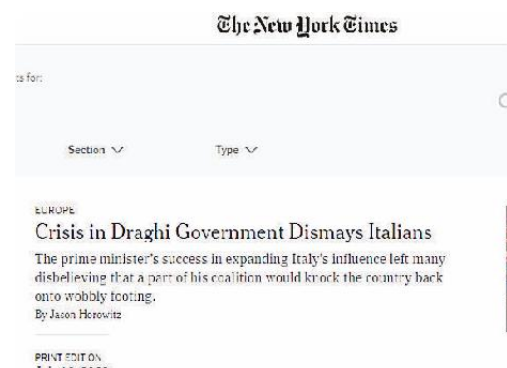 The New York Times
ts for:
Section
Type
EUROPE
Crisis in Draghi Government Dismays Italians
The prime minister's success in expanding Italy's influence left many
disbelieving that a part of his coalition would knock the country back
onto wobbly footing.
By Jason Horowitz
PRINT EDITION